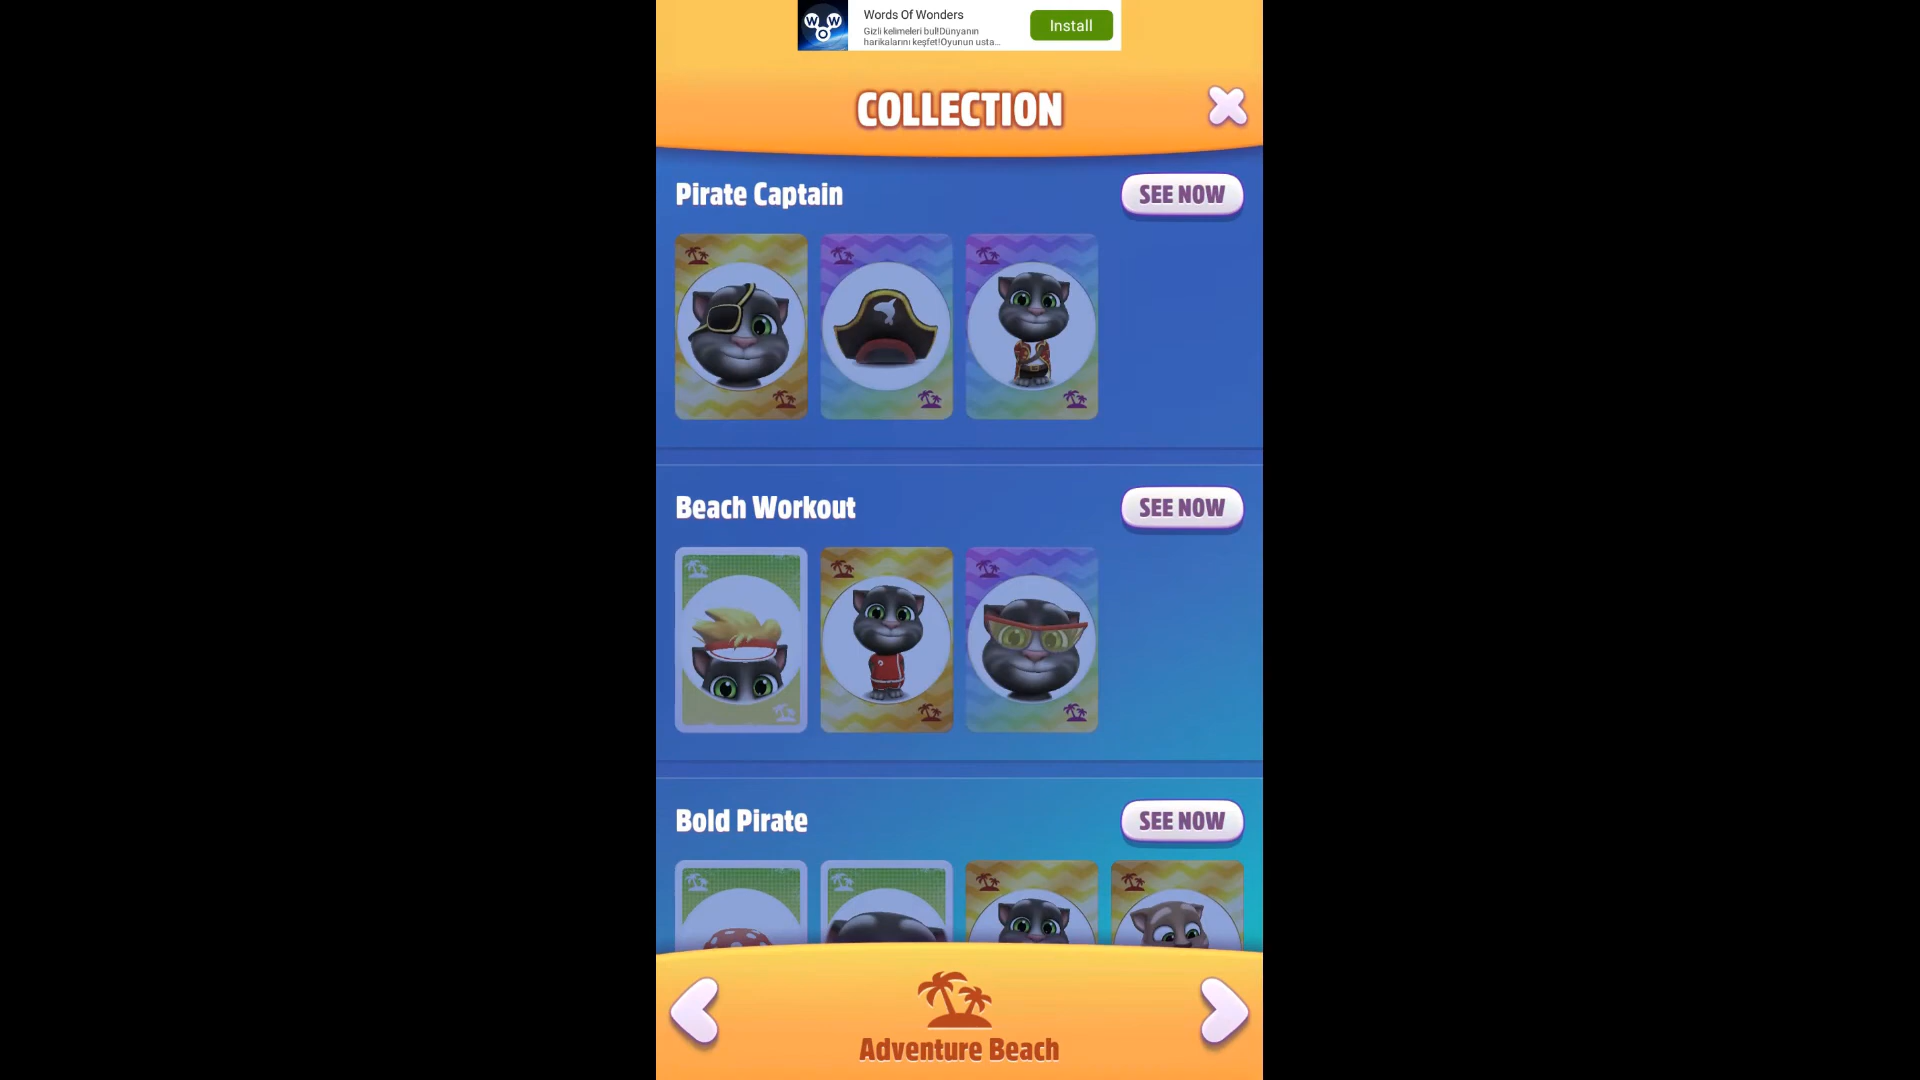 W W
O
Words Of Wonders
Gizli kelimeleri bul!Dünyanın
harikalarını keşfet!Oyunun usta...
Install
COLLECTION
Pirate Captain
SEE NOW
Beach Workout
SEE NOW
Bold Pirate
SEE NOW
Adventure Beach